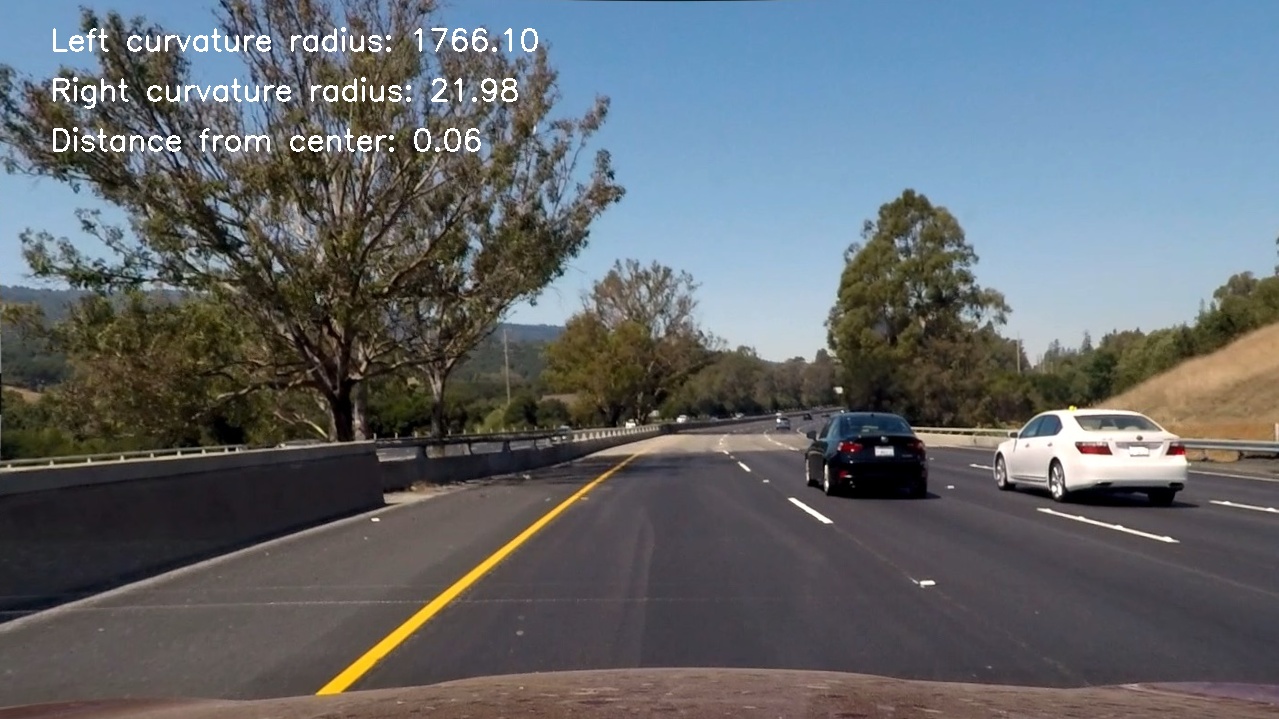 Left curvature radius: 1766.10
Right curvature radius: 21.98
Distance from center: 0.06